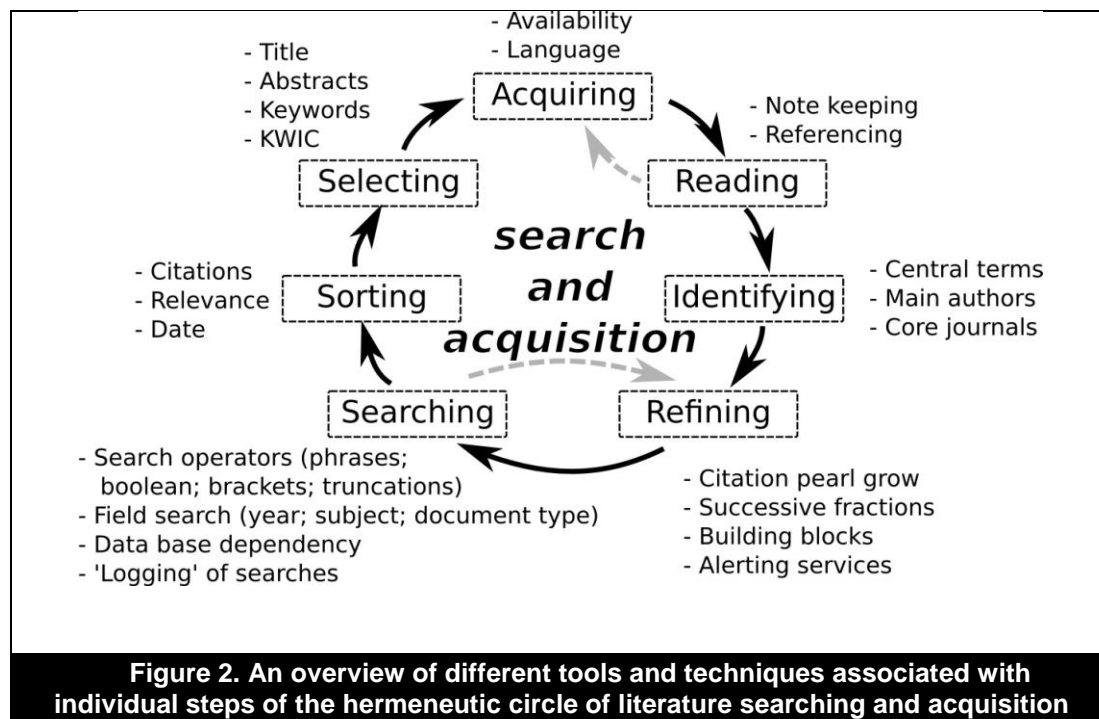 - Availability
- Language
Acquiring
- Title
- Abstracts
- Keywords
- KWIC
Selecting
- Note keeping
- Referencing
Reading
search
and
acquisition
- Citations
- Relevance
- Date
Sorting
Identifying
- Central terms
- Main authors
- Core journals
Searching
Refining
- Search operators (phrases;
boolean; brackets; truncations)
- Field search (year; subject; document type)
- Data base dependency
- 'Logging' of searches
- Citation pearl grow
- Successive fractions
- Building blocks
- Alerting services
Figure 2. An overview of different tools and techniques associated with
individual steps of the hermeneutic circle of literature searching and acquisition